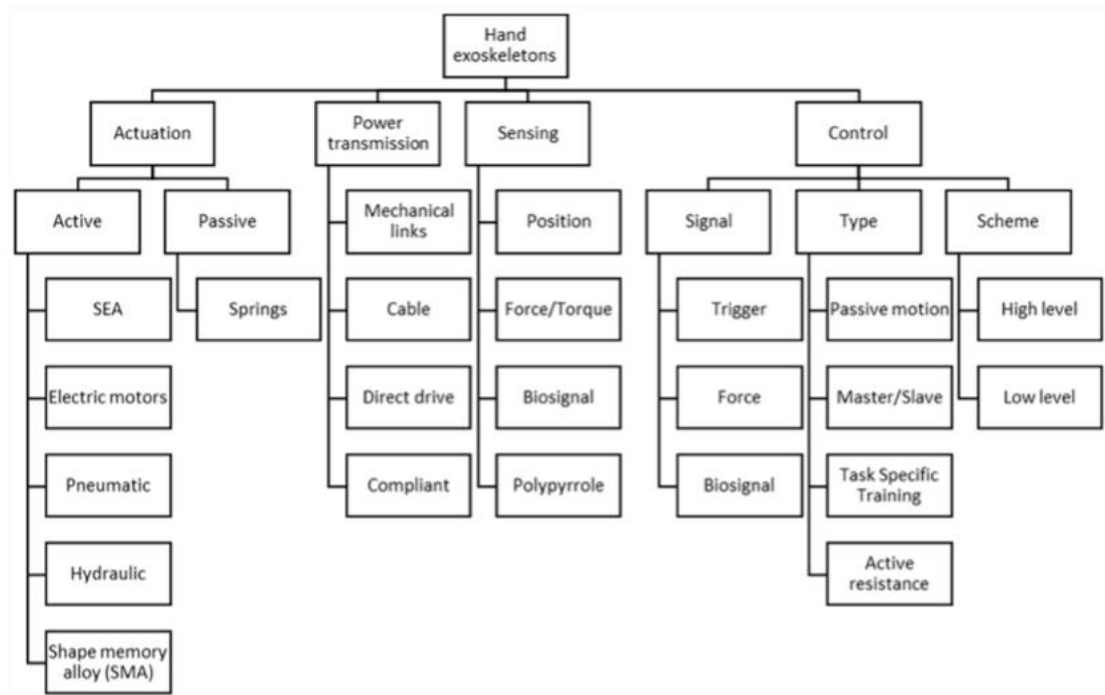 Hand
exoskeletons
Actuation
Power
transmission
Sensing
Control
Active
Passive
Mechanical
links
Position
Signal
Type
Scheme
SEA
Springs
Cable
Force/Torque
Trigger
Passive motion
High level
Electric motors
Direct drive
Biosignal
Force
Master/Slave
Low level
Pneumatic
Compliant
Polypyrrole
Biosignal
Task Specific
Training
Hydraulic
Active
resistance
Shape memory
alloy (SMA)